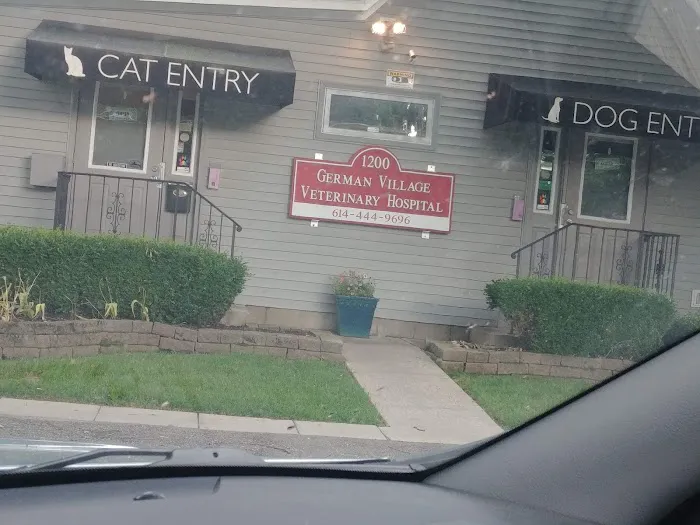 CAT ENTRY
DOG ENT
1200
GERMAN VILLAGE
VETERINARY HOSPITAL
614-444-9696